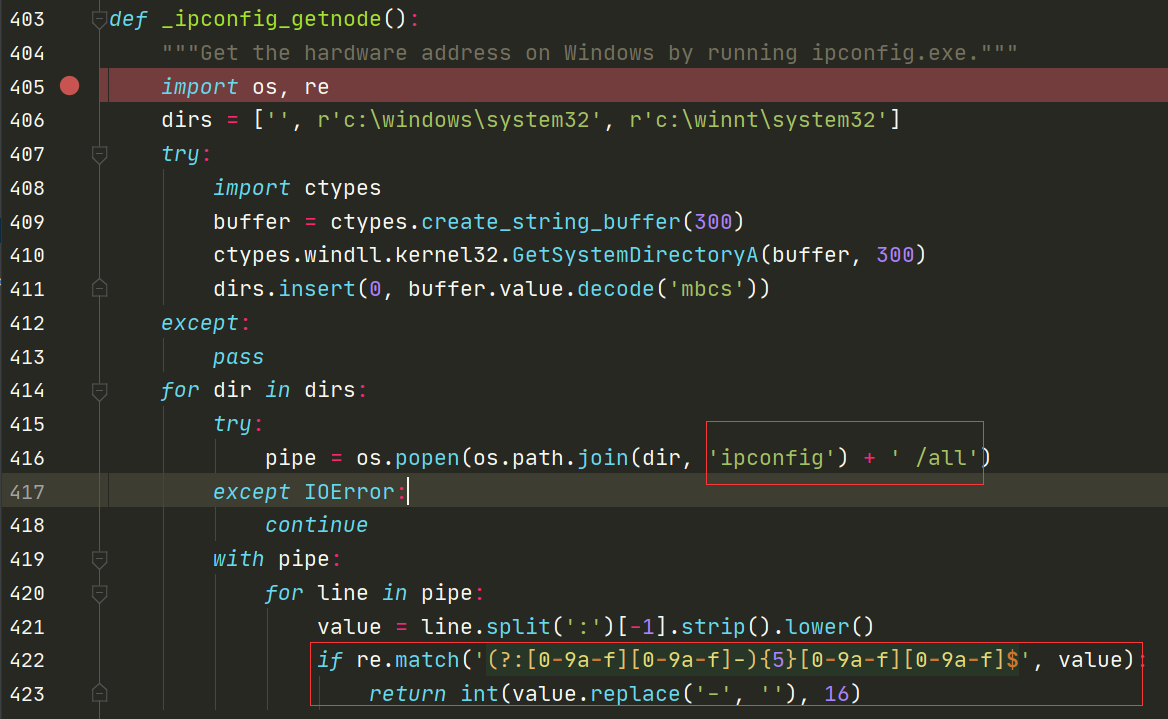 403 def _ipconfig_getnode():
404     """Get the hardware address on Windows by running ipconfig.exe."""
405     import os, re
406     dirs = ['', r'c:\windows\system32', r'c:\winnt\system32']
407     try:
408         import ctypes
409         buffer = ctypes.create_string_buffer(300)
410         ctypes.windll.kernel32.GetSystemDirectoryA(buffer, 300)
411         dirs.insert(0, buffer.value.decode('mbcs'))
412     except:
413         pass
414     for dir in dirs:
415         try:
416             pipe = os.popen(os.path.join(dir, 'ipconfig') + ' /all')
417         except IOError:
418             continue
419         with pipe:
420             for line in pipe:
421                 value = line.split(':')[-1].strip().lower()
422                 if re.match('(?:[0-9a-f][0-9a-f]-){5}[0-9a-f][0-9a-f]$', value):
423                     return int(value.replace('-', ''), 16)